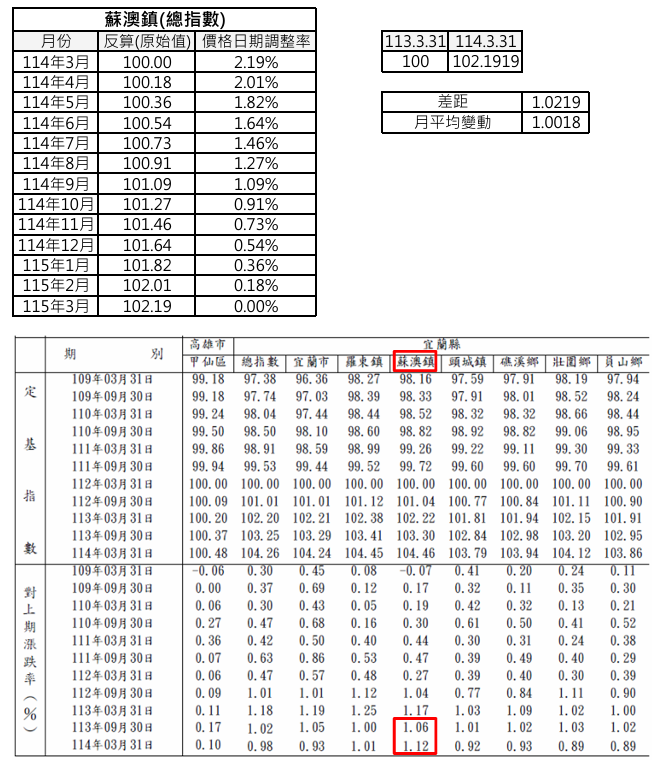 蘇澳鎮(總指數)
月份 反算(原始值) 價格日期調整率
114年3月 100.00 2.19%
114年4月 100.18 2.01%
114年5月 100.36 1.82%
114年6月 100.54 1.64%
114年7月 100.73 1.46%
114年8月 100.91 1.27%
114年9月 101.09 1.09%
114年10月 101.27 0.91%
114年11月 101.46 0.73%
114年12月 101.64 0.54%
115年1月 101.82 0.36%
115年2月 102.01 0.18%
115年3月 102.19 0.00%
113.3.31 114.3.31
100 102.1919
差距 1.0219
月平均變動 1.0018
期 別 高雄市 宜蘭縣
甲仙區 總指數 宜蘭市 羅東鎮 蘇澳鎮 頭城鎮 礁溪鄉 壯圍鄉 員山鄉
定基指數
109年03月31日 99.18 97.38 96.36 98.27 98.16 97.59 97.91 98.19 97.94
109年09月30日 99.18 97.74 97.03 98.39 98.33 97.91 98.01 98.52 98.24
110年03月31日 99.24 98.04 97.44 98.44 98.52 98.32 98.32 98.66 98.44
110年09月30日 99.50 98.50 98.10 98.60 98.82 98.92 98.82 99.06 98.95
111年03月31日 99.86 98.91 98.59 98.99 99.26 99.22 99.11 99.30 99.33
111年09月30日 99.94 99.53 99.44 99.52 99.72 99.60 99.60 99.70 99.61
112年03月31日 100.00 100.00 100.00 100.00 100.00 100.00 100.00 100.00 100.00
112年09月30日 100.09 101.01 101.01 101.12 101.04 100.77 100.84 101.11 100.90
113年03月31日 100.20 102.20 102.21 102.38 102.22 101.81 101.94 102.15 101.91
113年09月30日 100.37 103.25 103.29 103.41 103.30 102.84 102.98 103.20 102.95
114年03月31日 100.48 104.26 104.24 104.45 104.46 103.79 103.94 104.12 103.86
對上期漲跌率(%)
109年03月31日 -0.06 0.30 0.45 0.08 -0.07 0.41 0.20 0.24 0.11
109年09月30日 0.00 0.37 0.69 0.12 0.17 0.32 0.11 0.35 0.30
110年03月31日 0.06 0.30 0.43 0.05 0.19 0.42 0.32 0.13 0.21
110年09月30日 0.27 0.47 0.68 0.16 0.30 0.61 0.50 0.41 0.52
111年03月31日 0.36 0.42 0.50 0.40 0.44 0.30 0.31 0.24 0.38
111年09月30日 0.07 0.63 0.86 0.53 0.47 0.39 0.49 0.40 0.29
112年03月31日 0.06 0.47 0.57 0.48 0.27 0.39 0.40 0.30 0.39
112年09月30日 0.09 1.01 1.01 1.12 1.04 0.77 0.84 1.11 0.90
113年03月31日 0.11 1.18 1.19 1.25 1.17 1.03 1.09 1.02 1.00
113年09月30日 0.17 1.02 1.05 1.00 1.06 1.01 1.02 1.03 1.02
114年03月31日 0.10 0.98 0.93 1.01 1.12 0.92 0.93 0.89 0.89